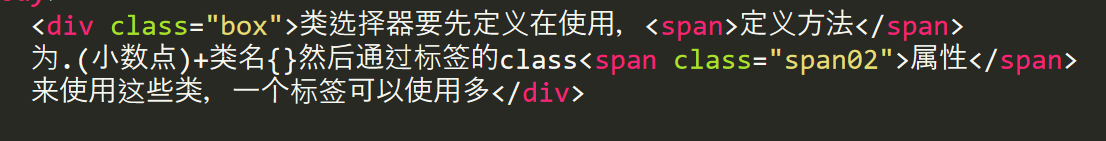 <div class="box">类选择器要先定义在使用，<span>定义方法</span>
为.(小数点)+类名{}然后通过标签的class<span class="span02">属性</span>
来使用这些类，一个标签可以使用多</div>